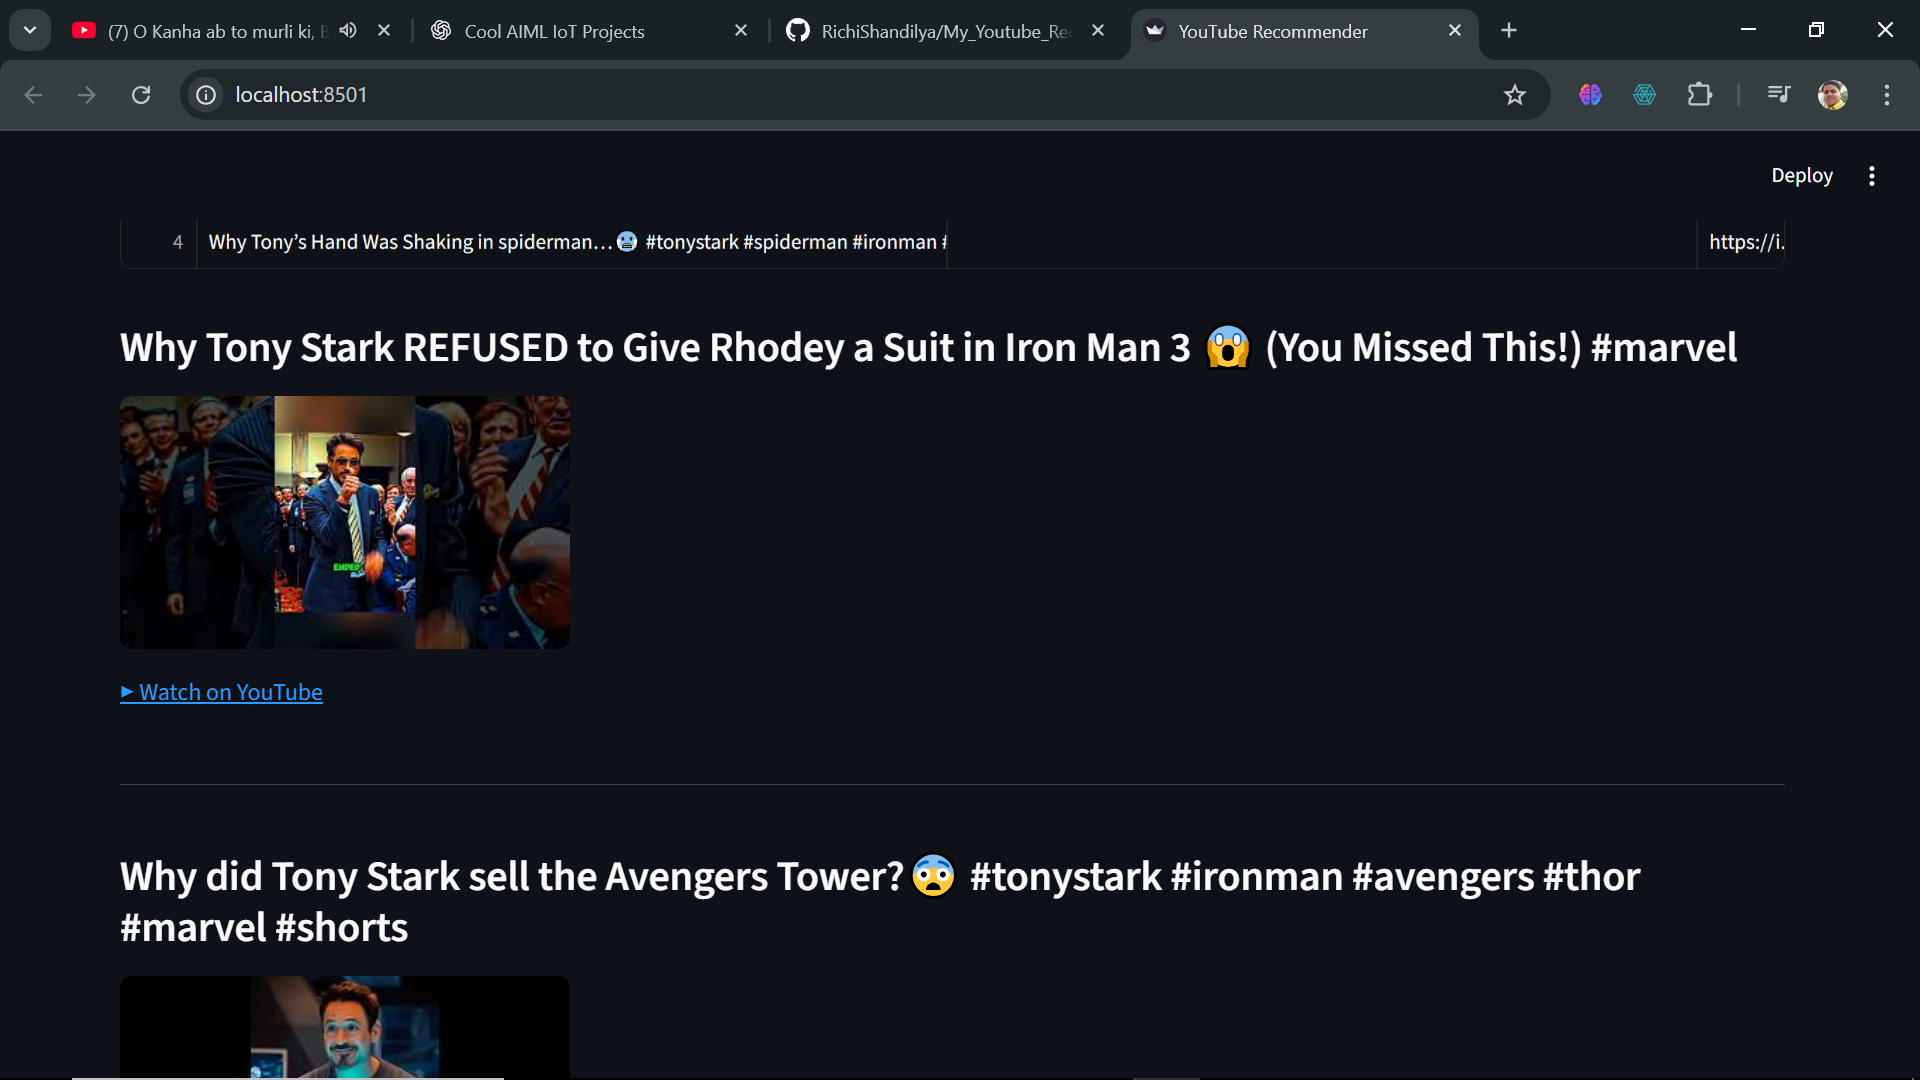 (7) O Kanha ab to murli ki,
Cool AIML IoT Projects
RichiShandilya/My_Youtube_Re
YouTube Recommender
localhost:8501
Deploy
4 Why Tony’s Hand Was Shaking in spiderman...🥶 #tonystark #spiderman #ironman # https://i.
Why Tony Stark REFUSED to Give Rhodey a Suit in Iron Man 3 😱 (You Missed This!) #marvel
ENDED
▶ Watch on YouTube
Why did Tony Stark sell the Avengers Tower?😨 #tonystark #ironman #avengers #thor
#marvel #shorts